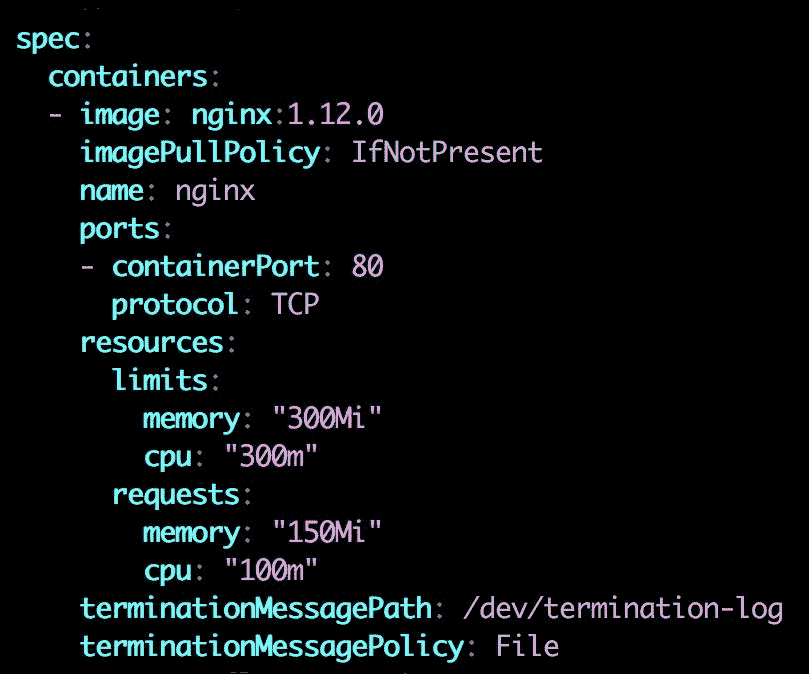 spec:
containers:
- image: nginx:1.12.0
imagePullPolicy: IfNotPresent
name: nginx
ports:
- containerPort: 80
protocol: TCP
resources:
limits:
memory: "300Mi"
cpu: "300m"
requests:
memory: "150Mi"
cpu: "100m"
terminationMessagePath: /dev/termination-log
terminationMessagePolicy: File